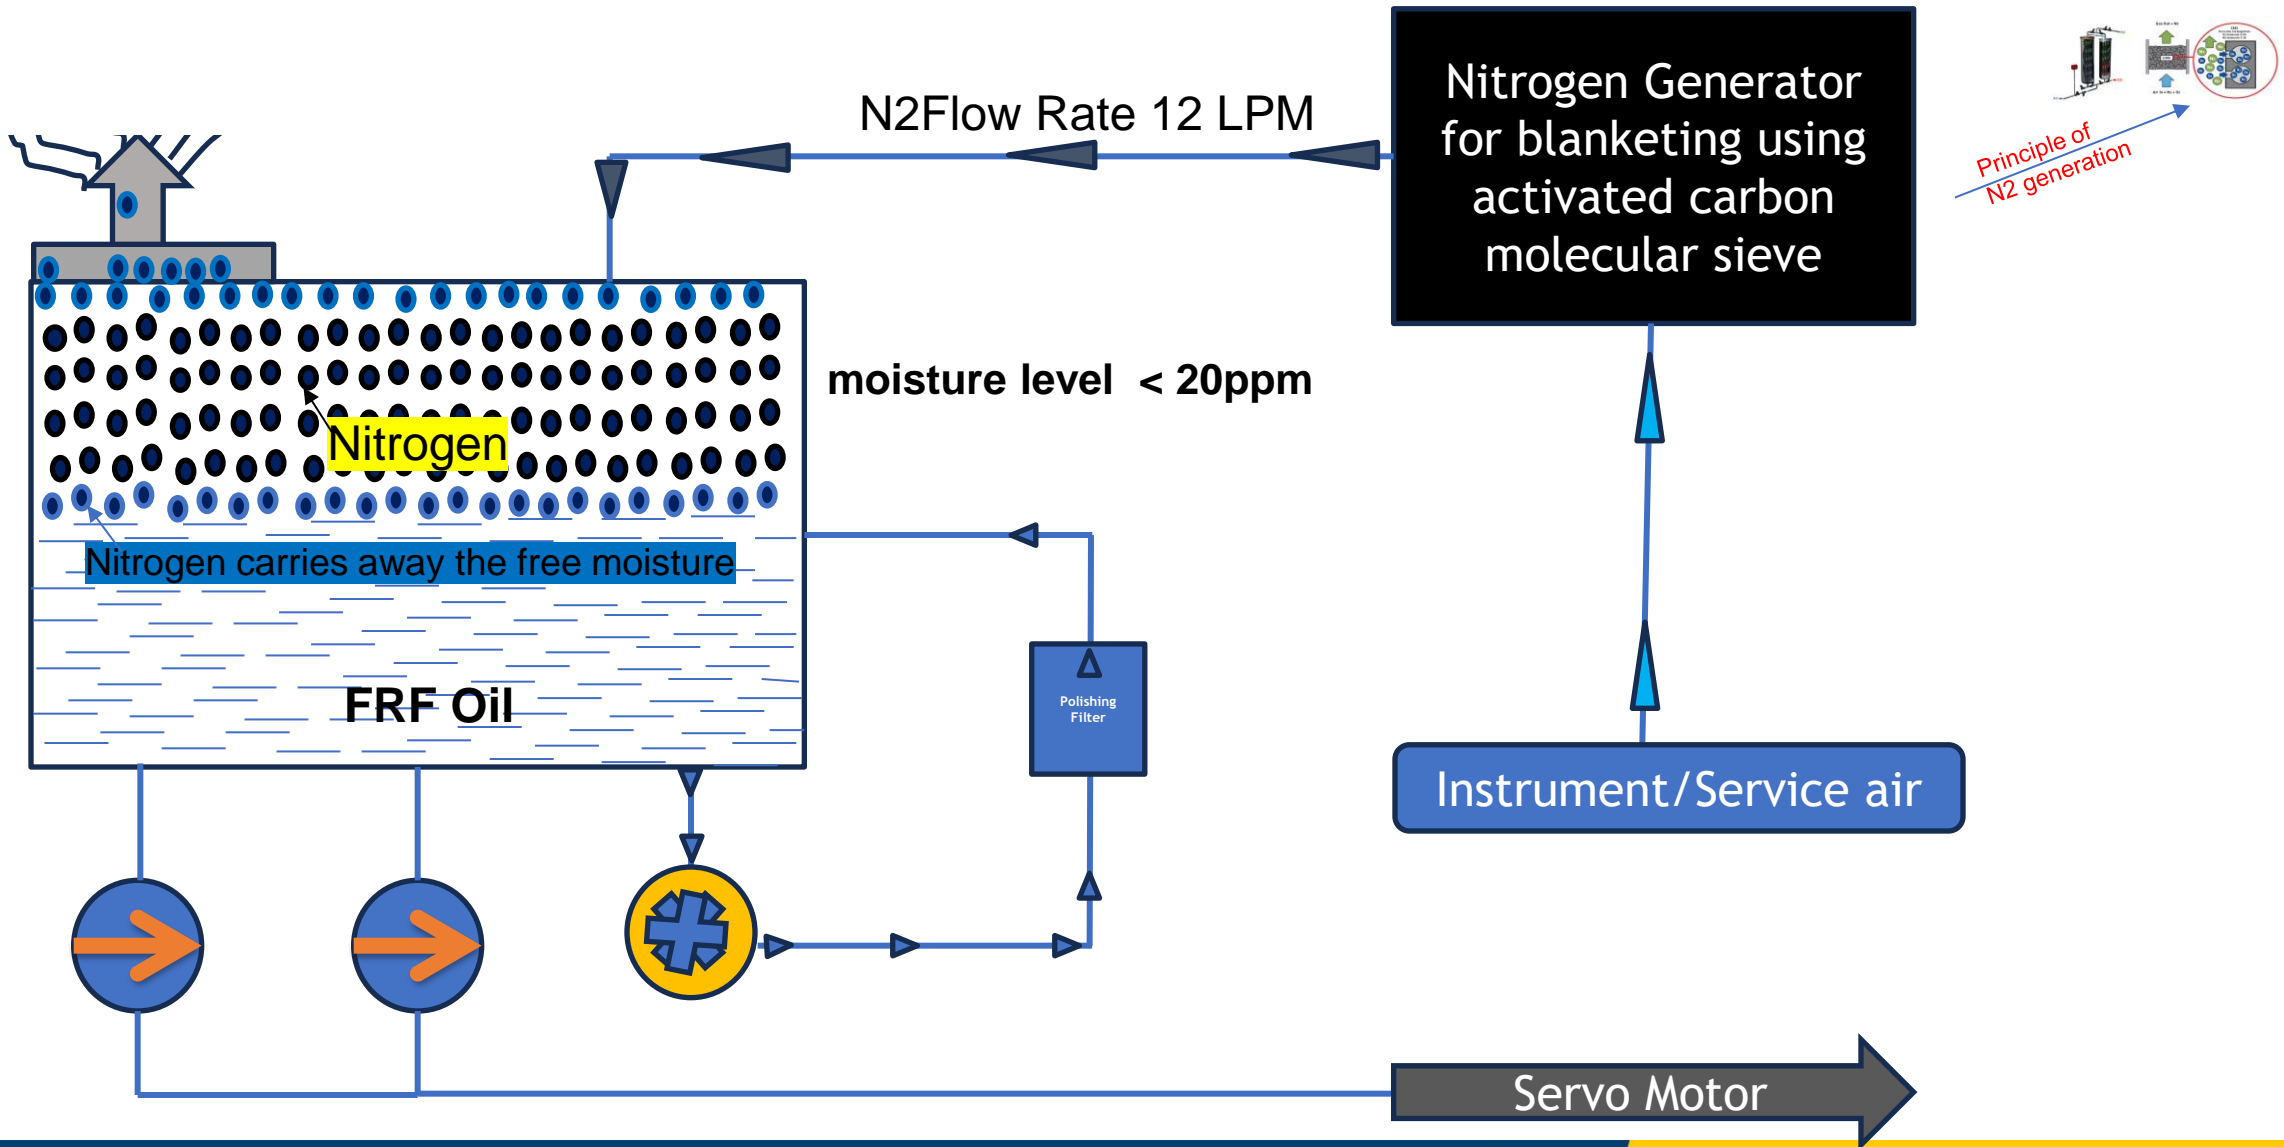 N2Flow Rate 12 LPM
Nitrogen Generator
for blanketing using
activated carbon
molecular sieve
Principle of
N2 generation
moisture level < 20ppm
Nitrogen
Nitrogen carries away the free moisture
FRF Oil
Polishing
Filter
Instrument/Service air
Servo Motor